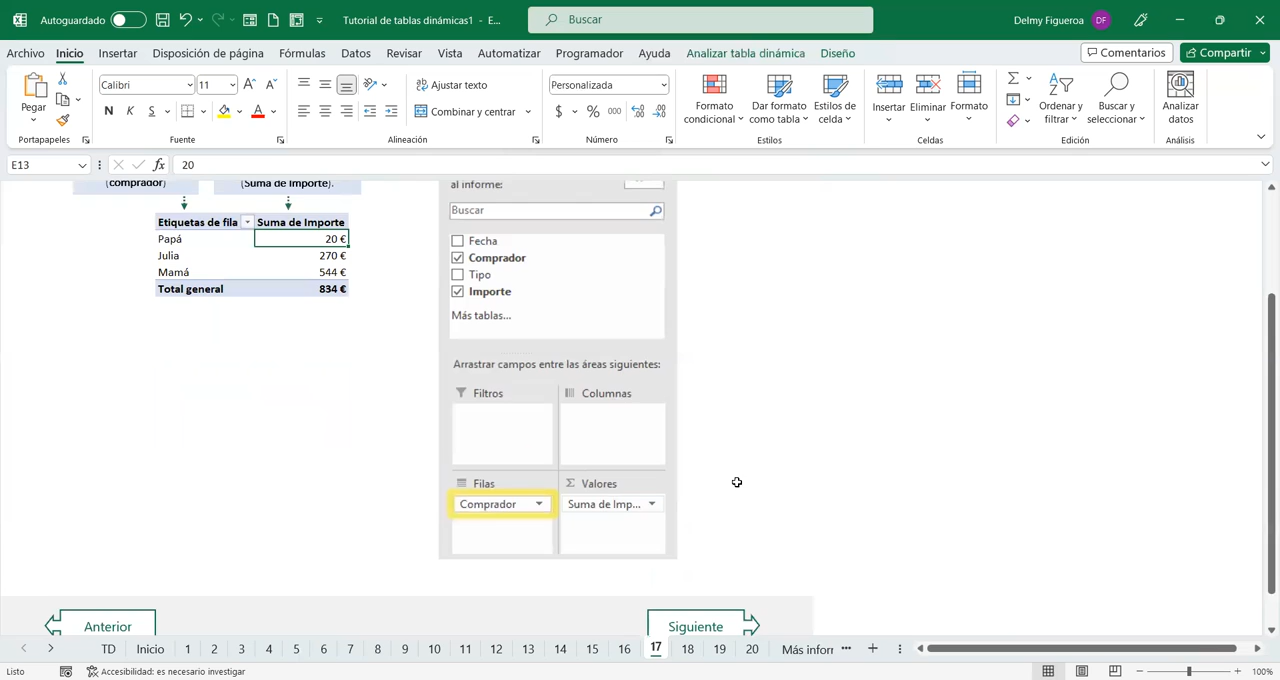 Autoguardado
Tutorial de tablas dinámicas1 - E...
Buscar
Delmy Figueroa
DF
Archivo Inicio Insertar Disposición de página Fórmulas Datos Revisar Vista Automatizar Programador Ayuda Analizar tabla dinámica Diseño
Comentarios
Compartir
Pegar
Calibri 11
N K S
A
Ajustar texto
Combinar y centrar
Personalizada
$ % 000
Formato condicional
Dar formato como tabla
Estilos de celda
Insertar
Eliminar
Formato
Ordenar y filtrar
Buscar y seleccionar
Analizar datos
Portapapeles Fuente Alineación Número Estilos Celdas Edición Análisis
E13
fx 20
(comprador) (Suma de Importe).
Etiquetas de fila Suma de Importe
Papá 20 €
Julia 270 €
Mamá 544 €
Total general 834 €
al informe:
Buscar
Fecha
Comprador
Tipo
Importe
Más tablas...
Arrastrar campos entre las áreas siguientes:
Filtros Columnas
Filas Σ Valores
Comprador Suma de Imp...
Anterior
Siguiente
TD Inicio 1 2 3 4 5 6 7 8 9 10 11 12 13 14 15 16 17 18 19 20 Más inforr ...
Listo
Accesibilidad: es necesario investigar
100%